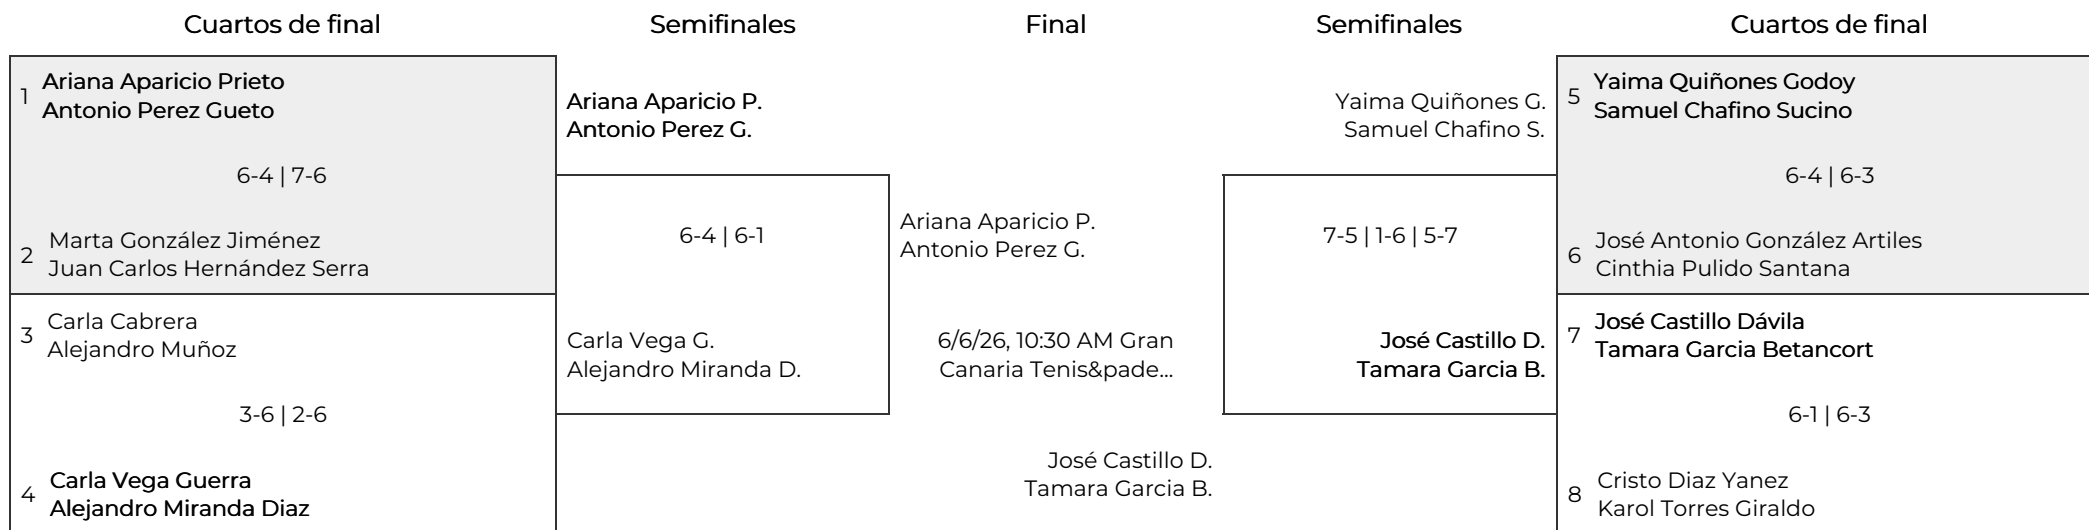 Cuartos de final
Semifinales
Final
Semifinales
Cuartos de final
1
Ariana Aparicio Prieto
Antonio Perez Gueto
6-4 | 7-6
2
Marta González Jiménez
Juan Carlos Hernández Serra
3
Carla Cabrera
Alejandro Muñoz
3-6 | 2-6
4
Carla Vega Guerra
Alejandro Miranda Diaz
Ariana Aparicio P.
Antonio Perez G.
6-4 | 6-1
Carla Vega G.
Alejandro Miranda D.
Ariana Aparicio P.
Antonio Perez G.
6/6/26, 10:30 AM Gran
Canaria Tenis&pade...
José Castillo D.
Tamara Garcia B.
Yaima Quiñones G.
Samuel Chafino S.
7-5 | 1-6 | 5-7
José Castillo D.
Tamara Garcia B.
5
Yaima Quiñones Godoy
Samuel Chafino Sucino
6-4 | 6-3
6
José Antonio González Artiles
Cinthia Pulido Santana
7
José Castillo Dávila
Tamara Garcia Betancort
6-1 | 6-3
8
Cristo Diaz Yanez
Karol Torres Giraldo